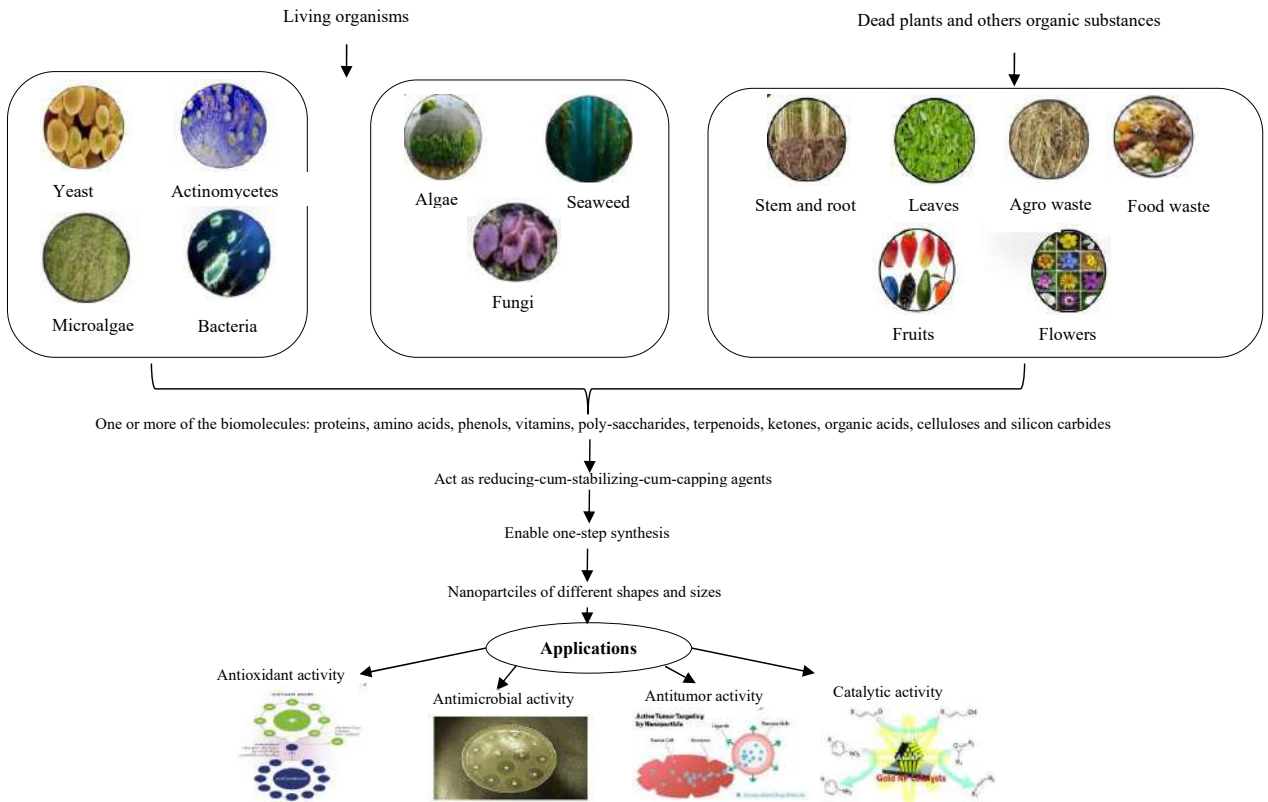 Living organisms
Dead plants and others organic substances
Yeast
Actinomycetes
Microalgae
Bacteria
Algae
Seaweed
Fungi
Stem and root
Leaves
Agro waste
Food waste
Fruits
Flowers
One or more of the biomolecules: proteins, amino acids, phenols, vitamins, poly-saccharides, terpenoids, ketones, organic acids, celluloses and silicon carbides
Act as reducing-cum-stabilizing-cum-capping agents
Enable one-step synthesis
Nanopartciles of different shapes and sizes
Applications
Antioxidant activity
Antimicrobial activity
Antitumor activity
Catalytic activity
Active Tumor Targeting
by Nanoparticle
Gold NP catalysts